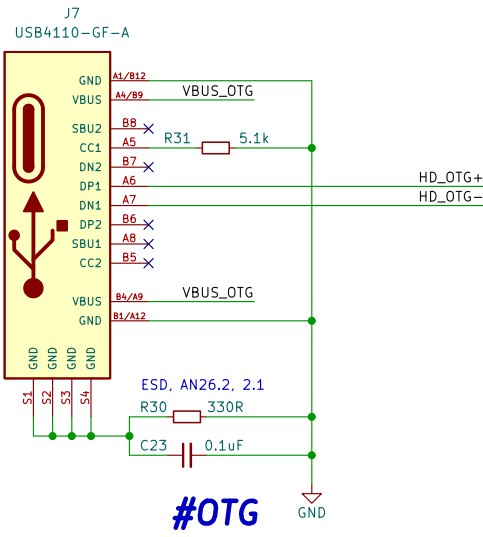 J7
USB4110-GF-A
GND A1/B12
VBUS A4/B9 VBUS_OTG
SBU2 B8
CC1 A5 R31 5.1k
DN2 B7
DP1 A6 HD_OTG+
DN1 A7 HD_OTG-
DP2 B6
SBU1 A8
CC2 B5
VBUS B4/A9 VBUS_OTG
GND B1/A12
GND GND GND GND
S1 S2 S3 S4
ESD, AN26.2, 2.1
R30 330R
C23 0.1uF
#OTG
GND